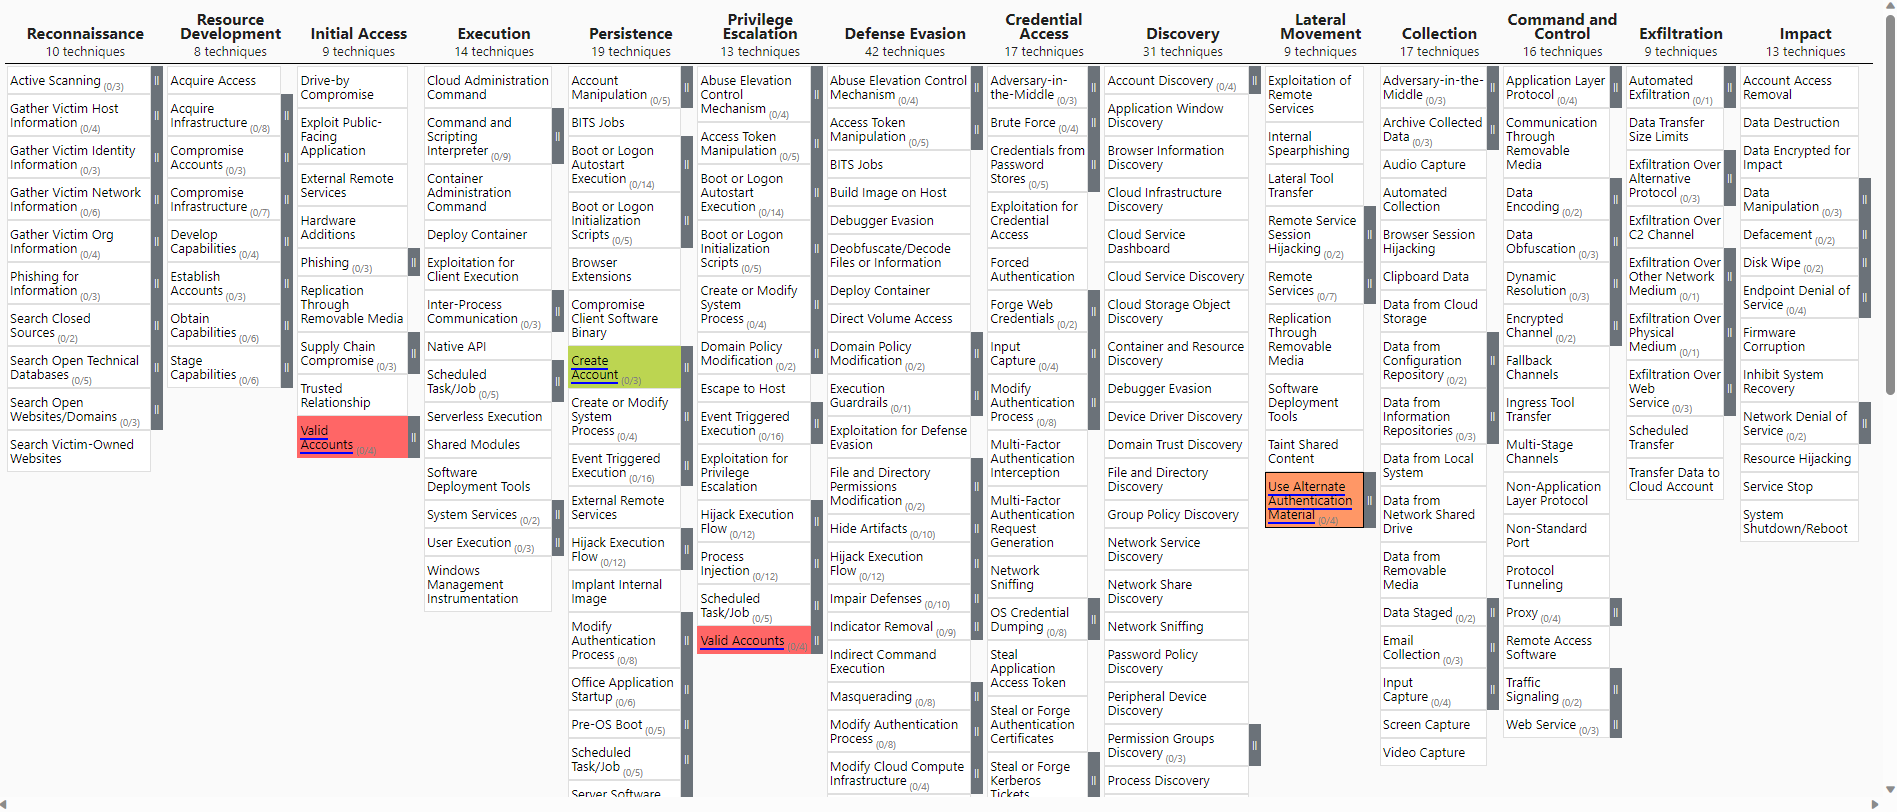 Reconnaissance
10 techniques
Active Scanning (0/3)
Gather Victim Host
Information (0/4)
Gather Victim Identity
Information (0/3)
Gather Victim Network
Information (0/6)
Gather Victim Org
Information (0/4)
Phishing for
Information (0/3)
Search Closed
Sources (0/2)
Search Open Technical
Databases (0/5)
Search Open
Websites/Domains (0/3)
Search Victim-Owned
Websites
Resource
Development
8 techniques
Acquire Access
Acquire
Infrastructure (0/8)
Compromise
Accounts (0/3)
Compromise
Infrastructure (0/7)
Develop
Capabilities (0/4)
Establish
Accounts (0/3)
Obtain
Capabilities (0/6)
Stage
Capabilities (0/6)
Initial Access
9 techniques
Drive-by
Compromise
Exploit Public-
Facing
Application
External Remote
Services
Hardware
Additions
Phishing (0/3)
Replication
Through
Removable Media
Supply Chain
Compromise (0/3)
Trusted
Relationship
Valid
Accounts (0/4)
Execution
14 techniques
Cloud Administration
Command
Command and
Scripting
Interpreter (0/9)
Container
Administration
Command
Deploy Container
Exploitation for
Client Execution
Inter-Process
Communication (0/3)
Native API
Scheduled
Task/Job (0/5)
Serverless Execution
Shared Modules
Software
Deployment Tools
System Services (0/2)
User Execution (0/3)
Windows
Management
Instrumentation
Persistence
19 techniques
Account
Manipulation (0/5)
BITS Jobs
Boot or Logon
Autostart
Execution (0/14)
Boot or Logon
Initialization
Scripts (0/5)
Browser
Extensions
Compromise
Client Software
Binary
Create
Account (0/3)
Create or Modify
System
Process (0/4)
Event Triggered
Execution (0/16)
External Remote
Services
Hijack Execution
Flow (0/12)
Implant Internal
Image
Modify
Authentication
Process (0/8)
Office Application
Startup (0/6)
Pre-OS Boot (0/5)
Scheduled
Task/Job (0/5)
Server Software
Privilege
Escalation
13 techniques
Abuse Elevation
Control
Mechanism (0/4)
Access Token
Manipulation (0/5)
Boot or Logon
Autostart
Execution (0/14)
Boot or Logon
Initialization
Scripts (0/5)
Create or Modify
System
Process (0/4)
Domain Policy
Modification (0/2)
Escape to Host
Event Triggered
Execution (0/16)
Exploitation for
Privilege
Escalation
Hijack Execution
Flow (0/12)
Process
Injection (0/12)
Scheduled
Task/Job (0/5)
Valid Accounts (0/4)
Defense Evasion
42 techniques
Abuse Elevation Control
Mechanism (0/4)
Access Token
Manipulation (0/5)
BITS Jobs
Build Image on Host
Debugger Evasion
Deobfuscate/Decode
Files or Information
Deploy Container
Direct Volume Access
Domain Policy
Modification (0/2)
Execution
Guardrails (0/1)
Exploitation for Defense
Evasion
File and Directory
Permissions
Modification (0/2)
Hide Artifacts (0/10)
Hijack Execution
Flow (0/12)
Impair Defenses (0/10)
Indicator Removal (0/9)
Indirect Command
Execution
Masquerading (0/8)
Modify Authentication
Process (0/8)
Modify Cloud Compute
Infrastructure (0/4)
Credential
Access
17 techniques
Adversary-in-
the-Middle (0/3)
Brute Force (0/4)
Credentials from
Password
Stores (0/5)
Exploitation for
Credential
Access
Forced
Authentication
Forge Web
Credentials (0/2)
Input
Capture (0/4)
Modify
Authentication
Process (0/8)
Multi-Factor
Authentication
Interception
Multi-Factor
Authentication
Request
Generation
Network
Sniffing
OS Credential
Dumping (0/8)
Steal
Application
Access Token
Steal or Forge
Authentication
Certificates
Steal or Forge
Kerberos
Tickets
Discovery
31 techniques
Account Discovery (0/4)
Application Window
Discovery
Browser Information
Discovery
Cloud Infrastructure
Discovery
Cloud Service
Dashboard
Cloud Service Discovery
Cloud Storage Object
Discovery
Container and Resource
Discovery
Debugger Evasion
Device Driver Discovery
Domain Trust Discovery
File and Directory
Discovery
Group Policy Discovery
Network Service
Discovery
Network Share
Discovery
Network Sniffing
Password Policy
Discovery
Peripheral Device
Discovery
Permission Groups
Discovery (0/3)
Process Discovery
Lateral
Movement
9 techniques
Exploitation of
Remote
Services
Internal
Spearphishing
Lateral Tool
Transfer
Remote Service
Session
Hijacking (0/2)
Remote
Services (0/7)
Replication
Through
Removable
Media
Software
Deployment
Tools
Taint Shared
Content
Use Alternate
Authentication
Material (0/4)
Collection
17 techniques
Adversary-in-the-
Middle (0/3)
Archive Collected
Data (0/3)
Audio Capture
Automated
Collection
Browser Session
Hijacking
Clipboard Data
Data from Cloud
Storage
Data from
Configuration
Repository (0/2)
Data from
Information
Repositories (0/3)
Data from Local
System
Data from
Network Shared
Drive
Data from
Removable
Media
Data Staged (0/2)
Email
Collection (0/3)
Input
Capture (0/4)
Screen Capture
Video Capture
Command and
Control
16 techniques
Application Layer
Protocol (0/4)
Communication
Through
Removable
Media
Data
Encoding (0/2)
Data
Obfuscation (0/3)
Dynamic
Resolution (0/3)
Encrypted
Channel (0/2)
Fallback
Channels
Ingress Tool
Transfer
Multi-Stage
Channels
Non-Application
Layer Protocol
Non-Standard
Port
Protocol
Tunneling
Proxy (0/4)
Remote Access
Software
Traffic
Signaling (0/2)
Web Service (0/3)
Exfiltration
9 techniques
Automated
Exfiltration (0/1)
Data Transfer
Size Limits
Exfiltration Over
Alternative
Protocol (0/3)
Exfiltration Over
C2 Channel
Exfiltration Over
Other Network
Medium (0/1)
Exfiltration Over
Physical
Medium (0/1)
Exfiltration Over
Web
Service (0/3)
Scheduled
Transfer
Transfer Data to
Cloud Account
Impact
13 techniques
Account Access
Removal
Data Destruction
Data Encrypted for
Impact
Data
Manipulation (0/3)
Defacement (0/2)
Disk Wipe (0/2)
Endpoint Denial of
Service (0/4)
Firmware
Corruption
Inhibit System
Recovery
Network Denial of
Service (0/2)
Resource Hijacking
Service Stop
System
Shutdown/Reboot